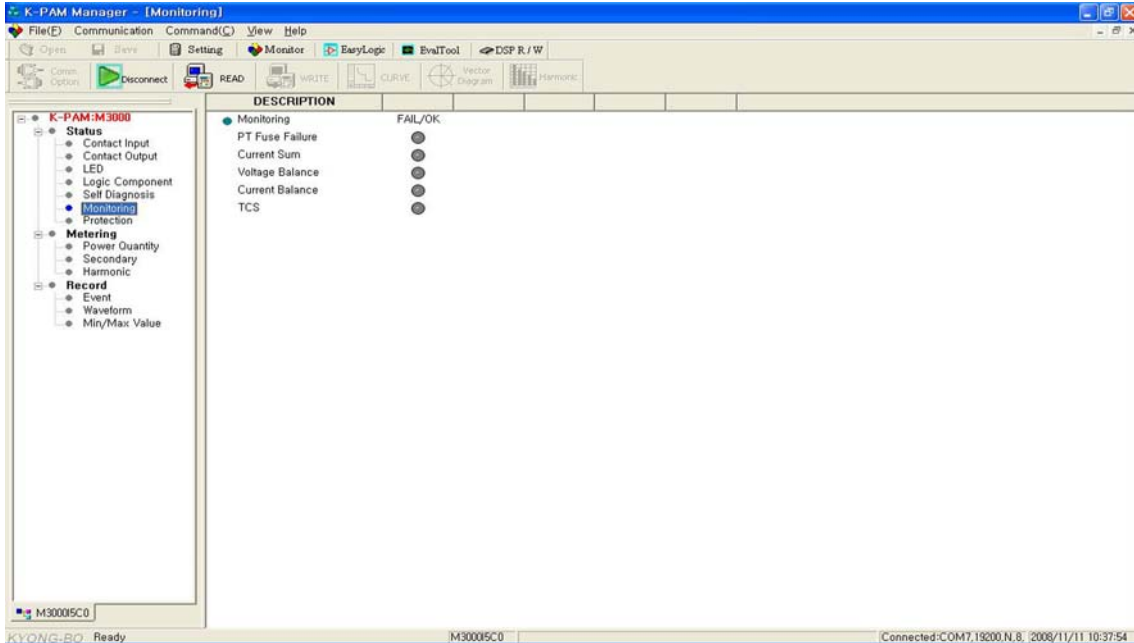 K-PAM Manager - [Monitoring]
File(F) Communication Command(C) View Help
Open Save Setting Monitor EasyLogic EvalTool DSP R / W
Comm. Option Disconnect READ WRITE CURVE Vector Diagram Harmonic
DESCRIPTION
K-PAM:M3000
Status
Contact Input
Contact Output
LED
Logic Component
Self Diagnosis
Monitoring
Protection
Metering
Power Quantity
Secondary
Harmonic
Record
Event
Waveform
Min/Max Value
Monitoring FAIL/OK
PT Fuse Failure
Current Sum
Voltage Balance
Current Balance
TCS
M3000I5C0
KYONG-BO Ready M3000I5C0 Connected:COM7,19200,N,8, 2008/11/11 10:37:54